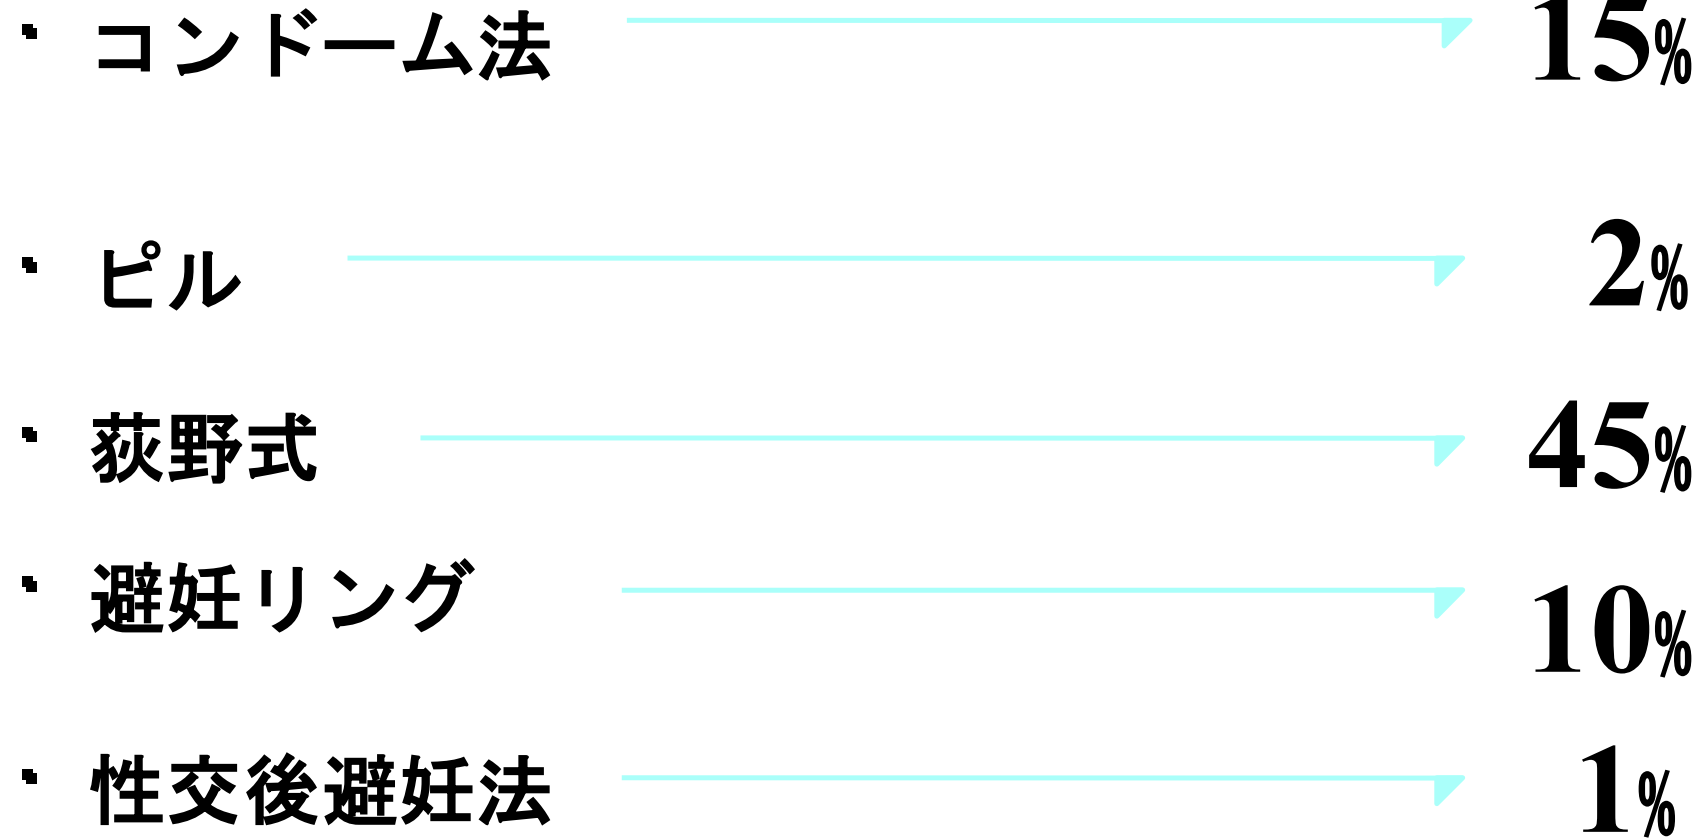 ・コンドーム法 15%
・ピル 2%
・荻野式 45%
・避妊リング 10%
・性交後避妊法 1%